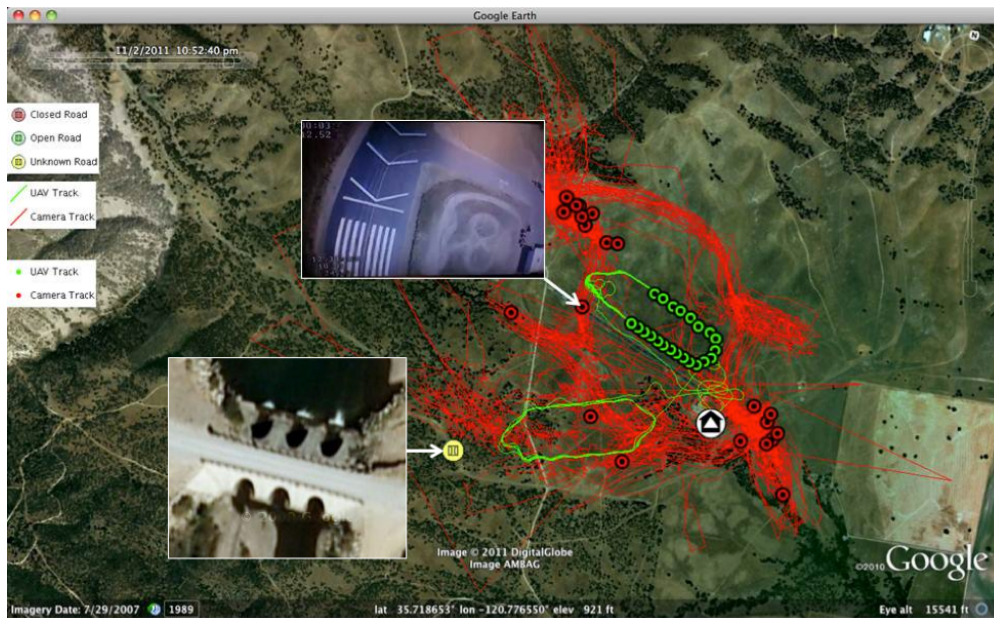 Google Earth
11/2/2011 10:52:40 pm
N
Closed Road
Open Road
Unknown Road
UAV Track
Camera Track
UAV Track
Camera Track
00:03:
Image © 2011 DigitalGlobe
Image AMBAG
©2010 Google
Imagery Date: 7/29/2007 1989 lat 35.718653° lon -120.776550° elev 921 ft Eye alt 15541 ft